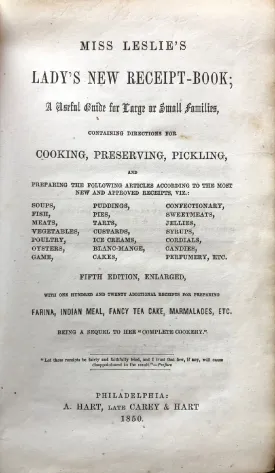 MISS LESLIE'S
LADY'S NEW RECEIPT-BOOK;
A Useful Guide for Large or Small Families,
CONTAINING DIRECTIONS FOR
COOKING, PRESERVING, PICKLING,
AND
PREPARING THE FOLLOWING ARTICLES ACCORDING TO THE MOST
NEW AND APPROVED RECEIPTS, VIZ.:
SOUPS, PUDDINGS, CONFECTIONARY,
FISH, PIES, SWEETMEATS,
MEATS, TARTS, JELLIES,
VEGETABLES, CUSTARDS, SYRUPS,
POULTRY, ICE CREAMS, CORDIALS,
OYSTERS, BLANC-MANGE, CANDIES,
GAME, CAKES, PERFUMERY, ETC.
FIFTH EDITION, ENLARGED,
WITH ONE HUNDRED AND TWENTY ADDITIONAL RECEIPTS FOR PREPARING
FARINA, INDIAN MEAL, FANCY TEA CAKE, MARMALADES, ETC.
BEING A SEQUEL TO HER "COMPLETE COOKERY."
"Let these receipts be fairly and faithfully tried, and I trust that few, if any, will cause
disappointment in the result."—Preface
PHILADELPHIA:
A. HART, LATE CAREY & HART
1850.